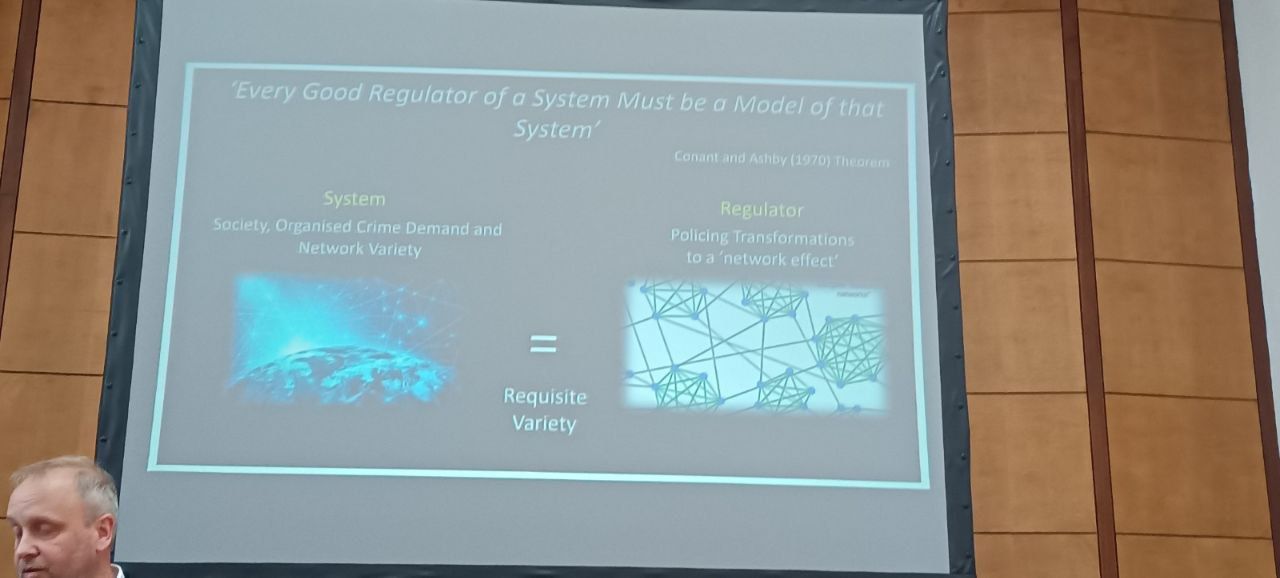 ‘Every Good Regulator of a System Must be a Model of that
System’
Conant and Ashby (1970) Theorem
System
Society, Organised Crime Demand and
Network Variety
Regulator
Policing Transformations
to a ‘network effect’
=
Requisite
Variety